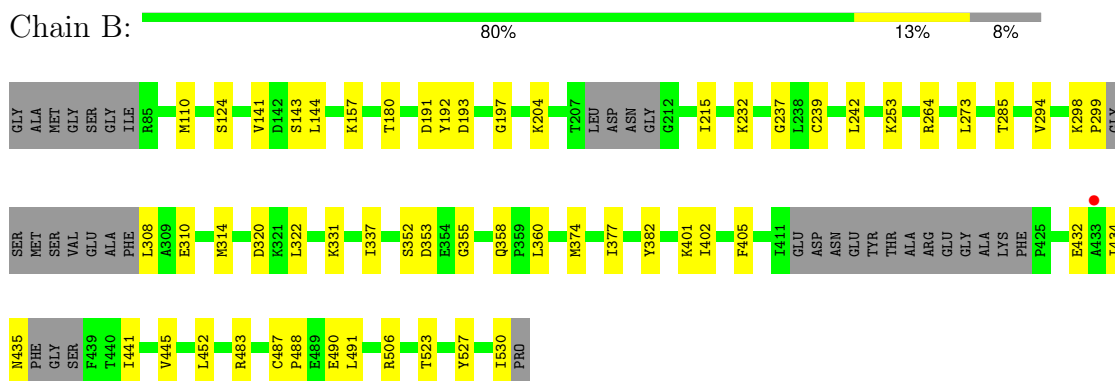 Chain B:
80% 13% 8%
GLY ALA MET GLY SER GLY ILE R85 M110 S124 V141 D142 S143 L144 K157 T180 D191 Y192 D193 G197 K204 T207 LEU ASP ASN GLY G212 I215 K232 G237 L238 C239 L242 K253 R264 L273 T285 V294 K298 P299 GLY
SER MET SER VAL GLU ALA PHE L308 A309 E310 M314 D320 K321 L322 K331 I337 S352 D353 E354 G355 Q358 P359 L360 M374 I377 Y382 K401 I402 F405 I411 GLU ASP ASN GLU TYR THR ALA ARG GLU GLY ALA LYS PHE P425 E432 A433 I434
N435 PHE GLY SER F439 T440 I441 V445 L452 R483 C487 P488 E489 E490 L491 R506 T523 Y527 I530 PRO